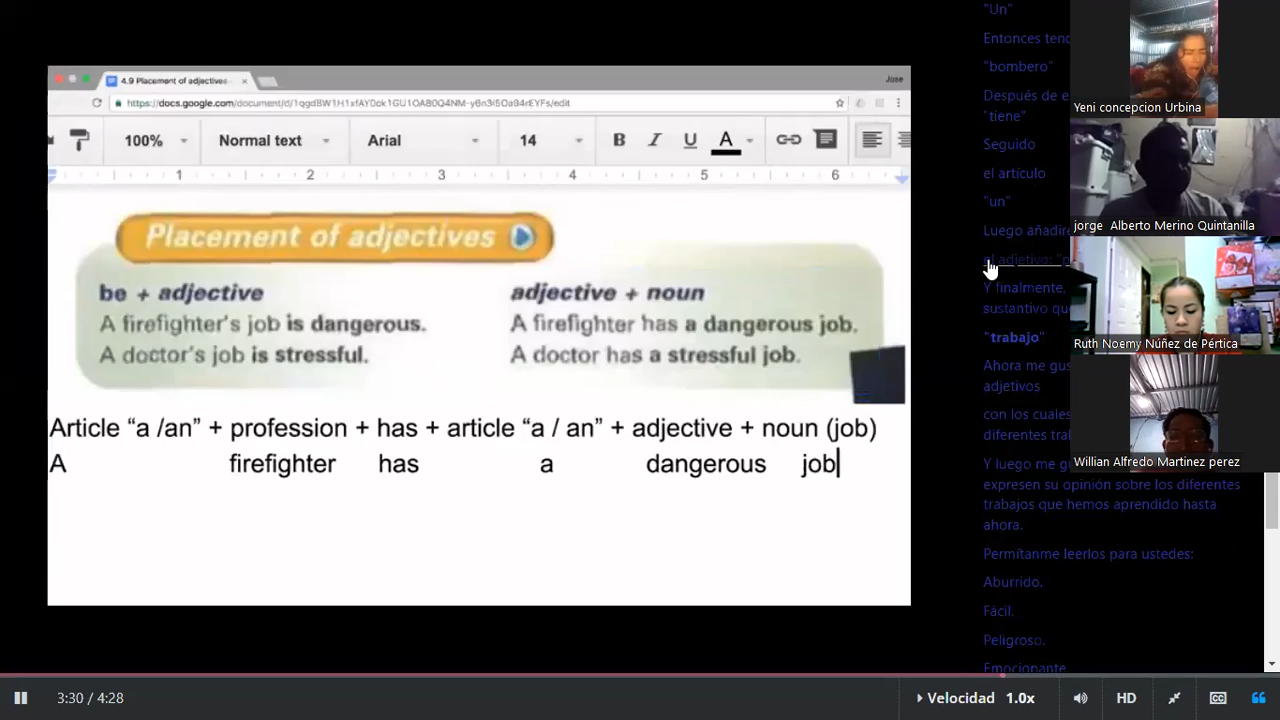 4.9 Placement of adjectives
Jose
https://docs.google.com/document/d/1qgdBW1H1xfAY0ck1GU1OA80Q4NM-y6n3i5Oa94rEYFs/edit
100% Normal text Arial 14 B I U A
1 2 3 4 5 6
Placement of adjectives
be + adjective
A firefighter's job is dangerous.
A doctor's job is stressful.
adjective + noun
A firefighter has a dangerous job.
A doctor has a stressful job.
Article “a /an” + profession + has + article “a / an” + adjective + noun (job)
A firefighter has a dangerous job
"Un"
Entonces
"bombero"
Después de
"tiene"
Seguido
el artículo
"un"
Luego
el adjetivo:
Y finalmente,
sustantivo
"trabajo"
Ahora me
adjetivos
con los
diferentes
Y luego me
expresen su opinión sobre los diferentes
trabajos que hemos aprendido hasta
ahora.
Permítanme leerlos para ustedes:
Aburrido.
Fácil.
Peligroso.
Emocionante
Yeni concepcion Urbina
jorge Alberto Merino Quintanilla
Ruth Noemy Núñez de Pértica
Willian Alfredo Martinez perez
3:30 / 4:28
Velocidad 1.0x
HD
CC